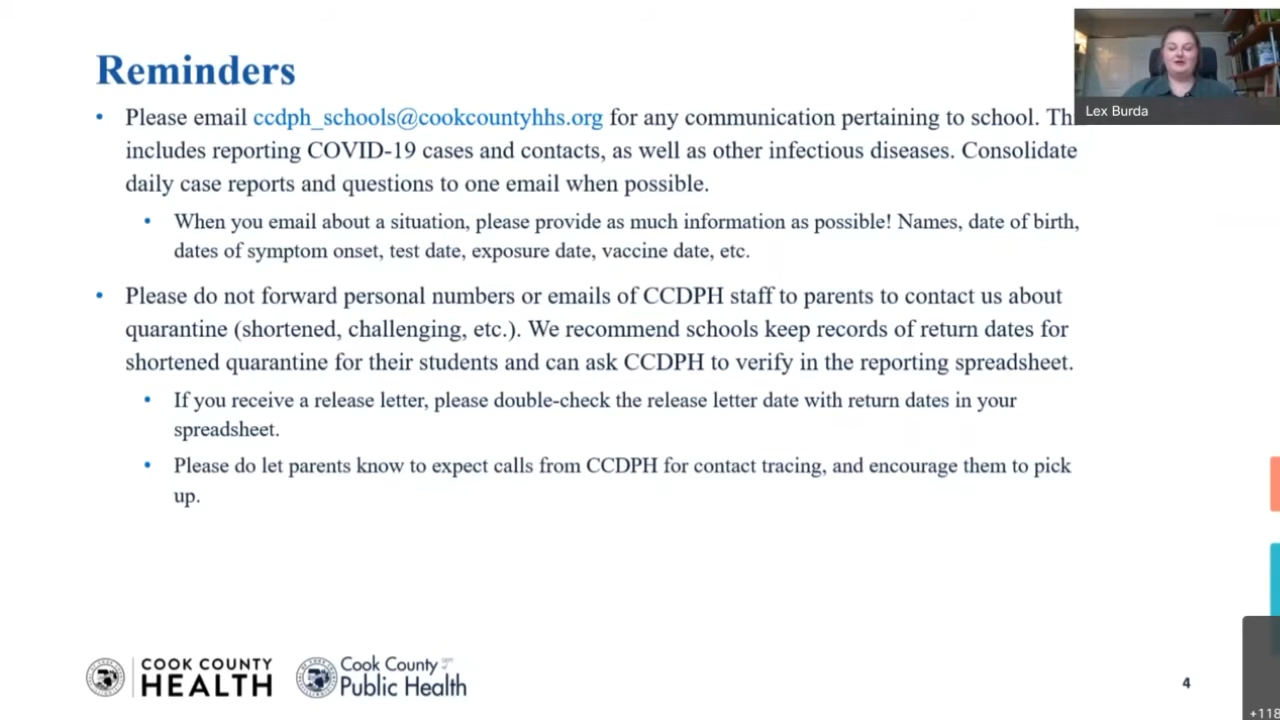 Reminders
• Please email ccdph_schools@cookcountyhhs.org for any communication pertaining to school.
includes reporting COVID-19 cases and contacts, as well as other infectious diseases. Consolidate
daily case reports and questions to one email when possible.
• When you email about a situation, please provide as much information as possible! Names, date of birth,
dates of symptom onset, test date, exposure date, vaccine date, etc.
• Please do not forward personal numbers or emails of CCDPH staff to parents to contact us about
quarantine (shortened, challenging, etc.). We recommend schools keep records of return dates for
shortened quarantine for their students and can ask CCDPH to verify in the reporting spreadsheet.
• If you receive a release letter, please double-check the release letter date with return dates in your
spreadsheet.
• Please do let parents know to expect calls from CCDPH for contact tracing, and encourage them to pick
up.
Lex Burda
COOK COUNTY
HEALTH
Cook County
Public Health
4
+118